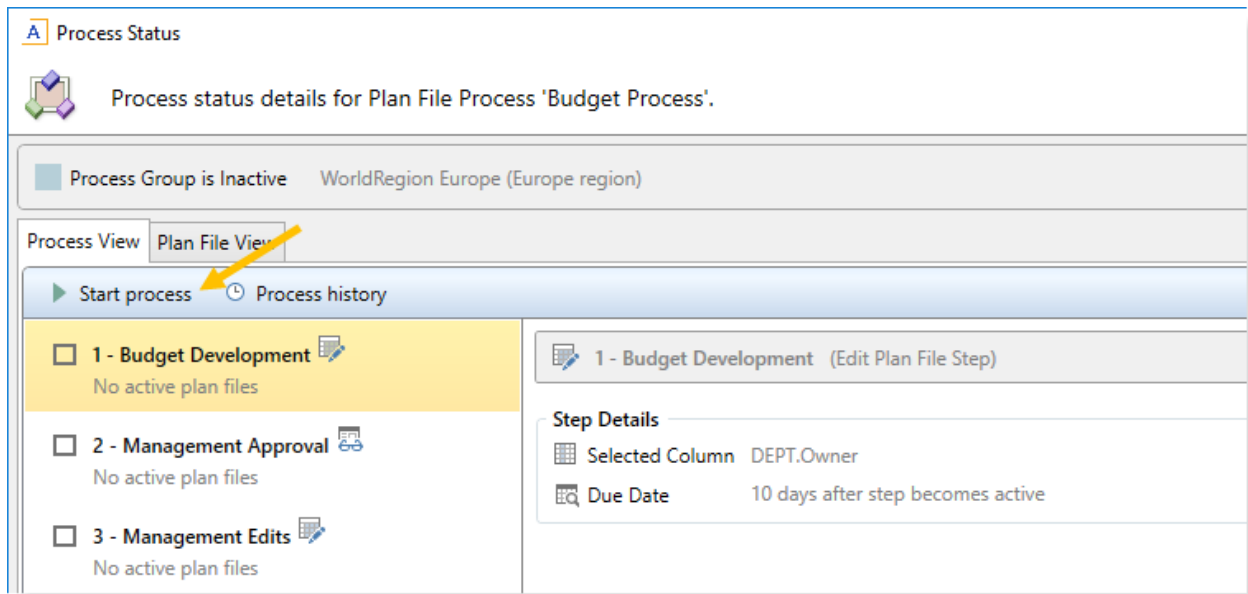 A Process Status
Process status details for Plan File Process 'Budget Process'.
Process Group is Inactive WorldRegion Europe (Europe region)
Process View Plan File View
Start process Process history
1 - Budget Development
No active plan files
2 - Management Approval
No active plan files
3 - Management Edits
No active plan files
1 - Budget Development (Edit Plan File Step)
Step Details
Selected Column DEPT.Owner
Due Date 10 days after step becomes active